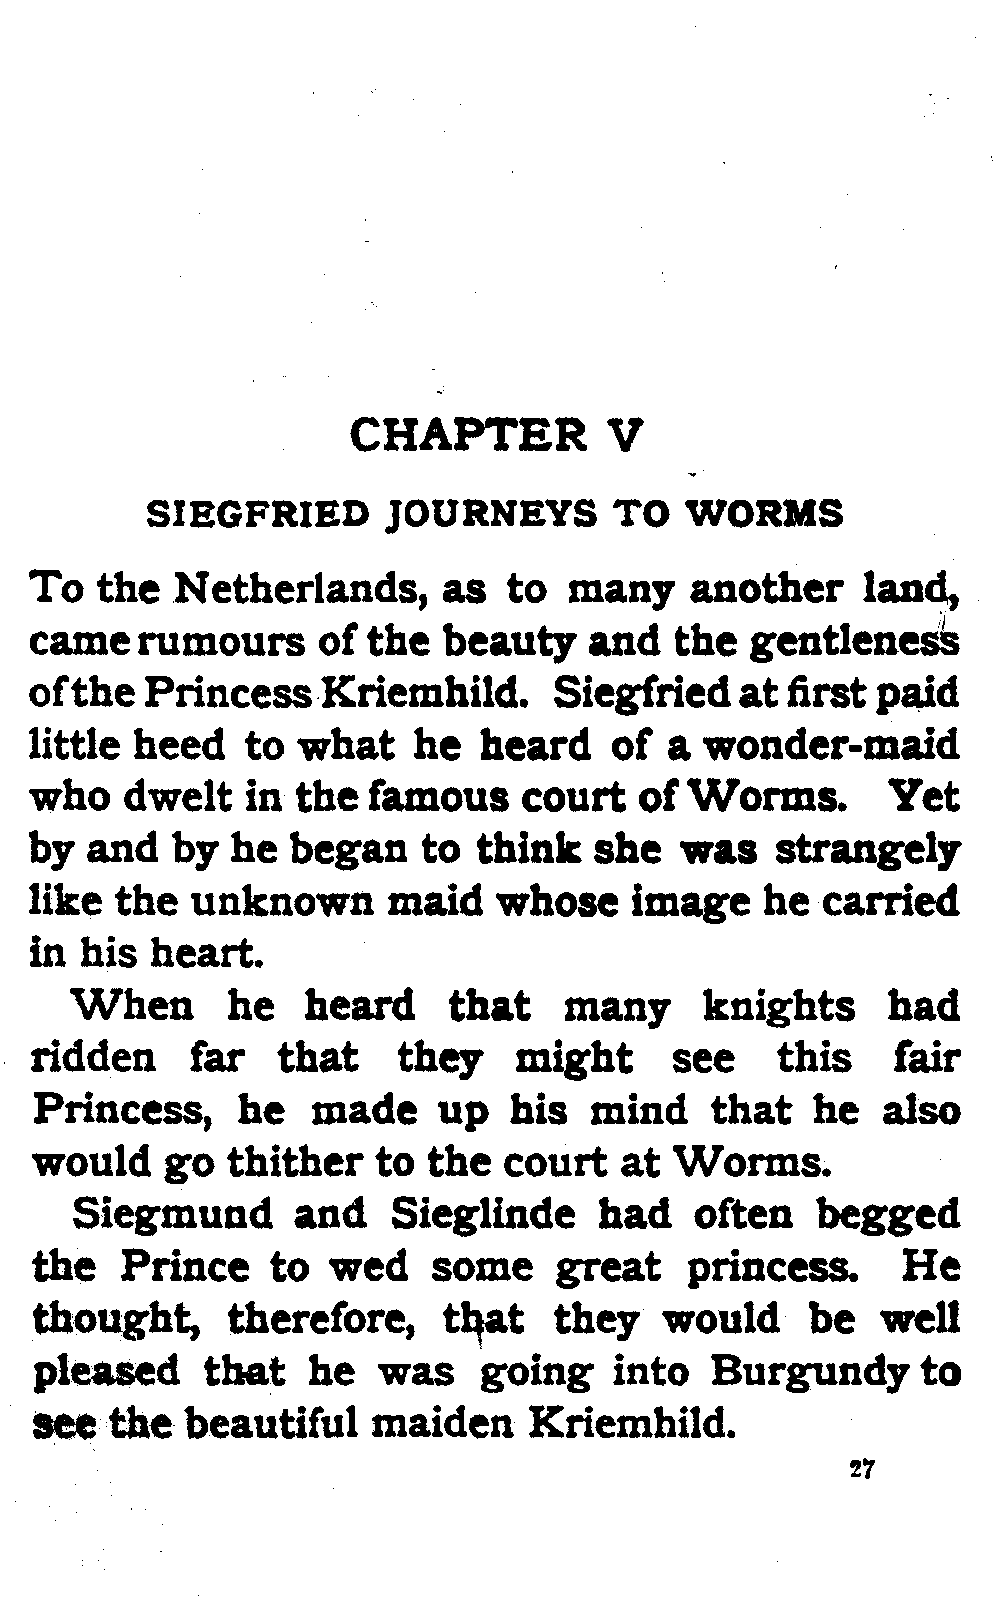 CHAPTER V
SIEGFRIED JOURNEYS TO WORMS
To the Netherlands, as to many another land,
came rumours of the beauty and the gentleness
of the Princess Kriemhild. Siegfried at first paid
little heed to what he heard of a wonder-maid
who dwelt in the famous court of Worms. Yet
by and by he began to think she was strangely
like the unknown maid whose image he carried
in his heart.
When he heard that many knights had
ridden far that they might see this fair
Princess, he made up his mind that he also
would go thither to the court at Worms.
Siegmund and Sieglinde had often begged
the Prince to wed some great princess. He
thought, therefore, that they would be well
pleased that he was going into Burgundy to
see the beautiful maiden Kriemhild.
27